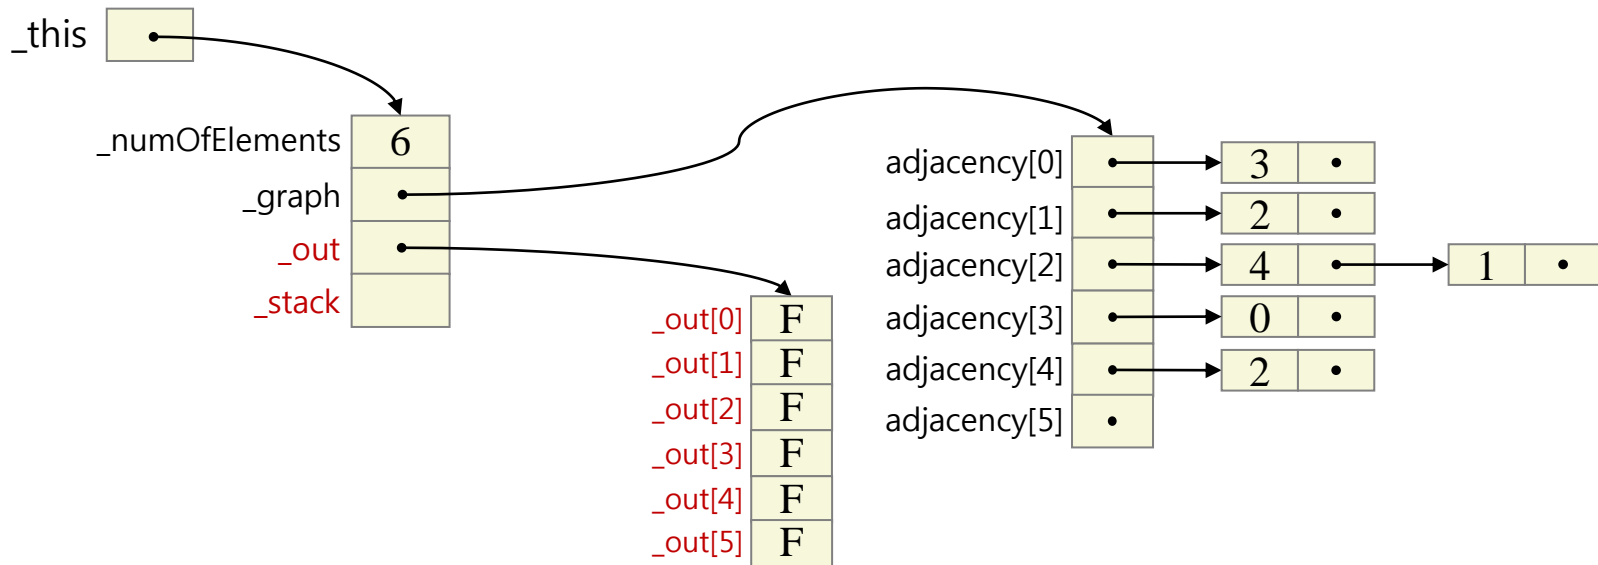 _this
_numOfElements 6
_graph
_out
_stack
_out[0] F
_out[1] F
_out[2] F
_out[3] F
_out[4] F
_out[5] F
adjacency[0] 3
adjacency[1] 2
adjacency[2] 4 1
adjacency[3] 0
adjacency[4] 2
adjacency[5]